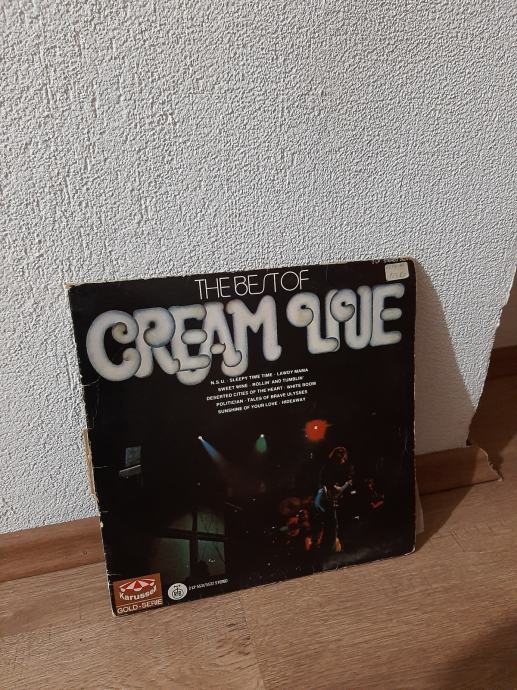 THE BEST OF
CREAM LIVE
N.S.U. · SLEEPY TIME TIME · LAWDY MAMA
SWEET WINE · ROLLIN' AND TUMBLIN'
DESERTED CITIES OF THE HEART · WHITE ROOM
POLITICIAN · TALES OF BRAVE ULYSSES
SUNSHINE OF YOUR LOVE · HIDEAWAY
Karussell
GOLD-SERIE
STEREO